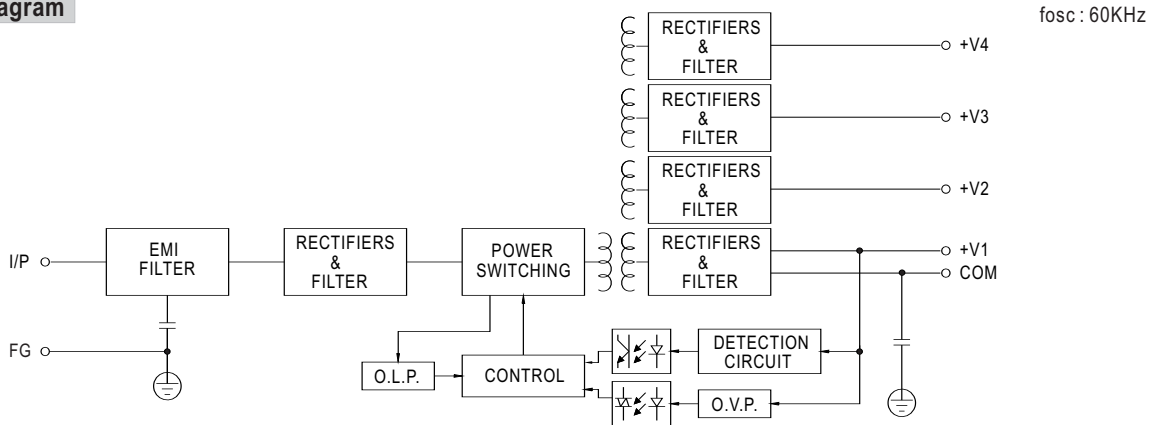 agram
fosc : 60KHz
RECTIFIERS
&
FILTER
+V4
RECTIFIERS
&
FILTER
+V3
RECTIFIERS
&
FILTER
+V2
I/P
EMI
FILTER
RECTIFIERS
&
FILTER
POWER
SWITCHING
RECTIFIERS
&
FILTER
+V1
COM
FG
O.L.P.
CONTROL
DETECTION
CIRCUIT
O.V.P.